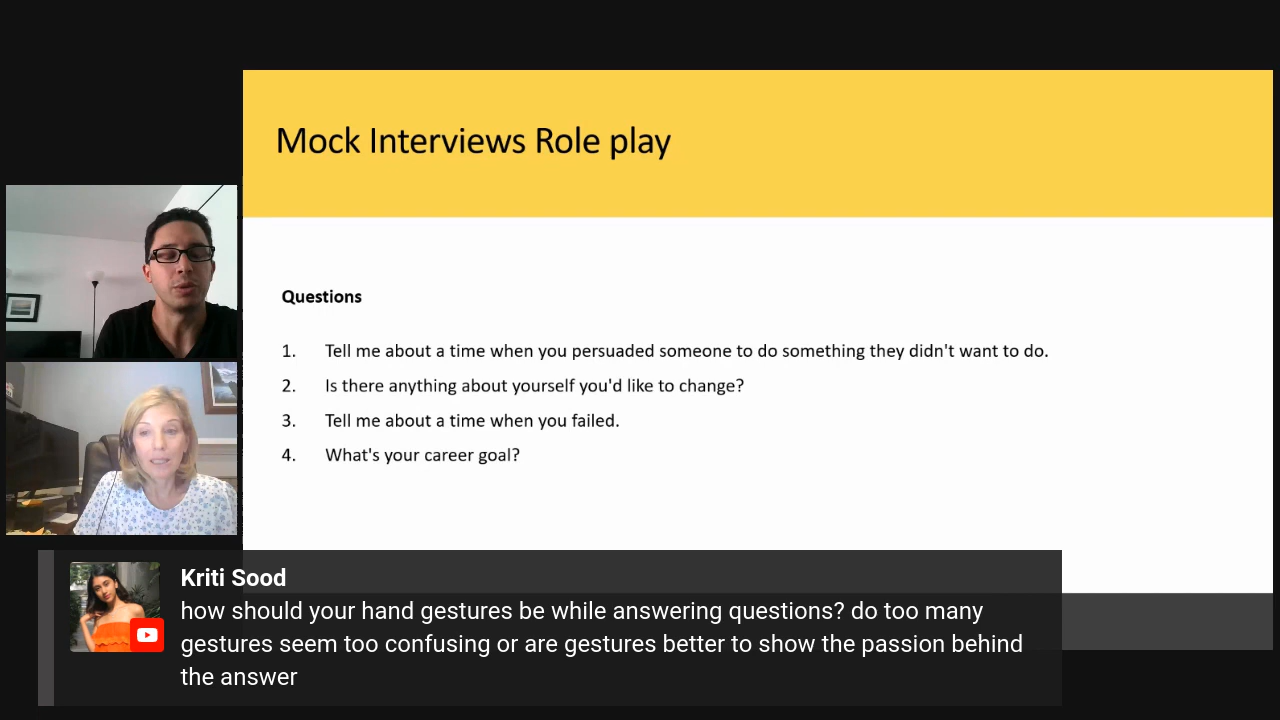 Mock Interviews Role play
Questions
1. Tell me about a time when you persuaded someone to do something they didn't want to do.
2. Is there anything about yourself you'd like to change?
3. Tell me about a time when you failed.
4. What's your career goal?
Kriti Sood
how should your hand gestures be while answering questions? do too many
gestures seem too confusing or are gestures better to show the passion behind
the answer